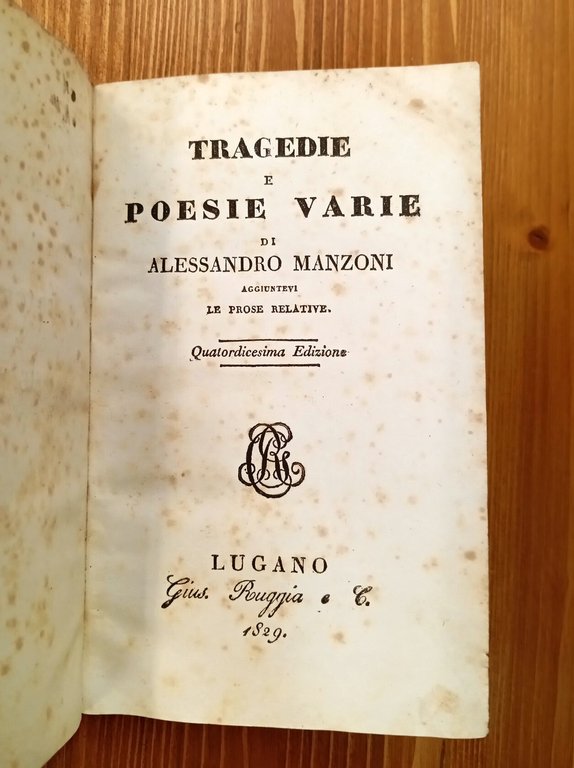 TRAGEDIE
E
POESIE VARIE
DI
ALESSANDRO MANZONI
AGGIUNTEVI
LE PROSE RELATIVE.
Quatordicesima Edizione
LUGANO
Gius. Ruggia e C.
1829.